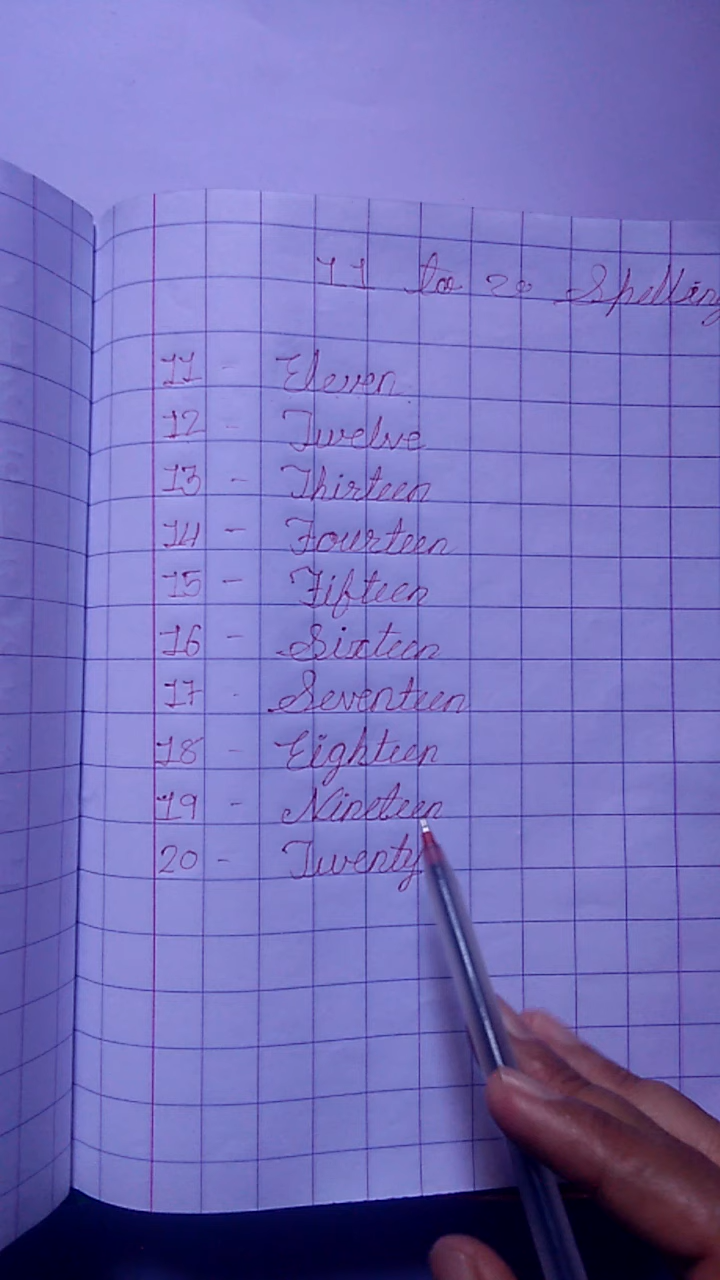 11 to 20 Spelling
11 - Eleven
12 - Twelve
13 - Thirteen
14 - Fourteen
15 - Fifteen
16 - Sixteen
17 - Seventeen
18 - Eighteen
19 - Nineteen
20 - Twenty